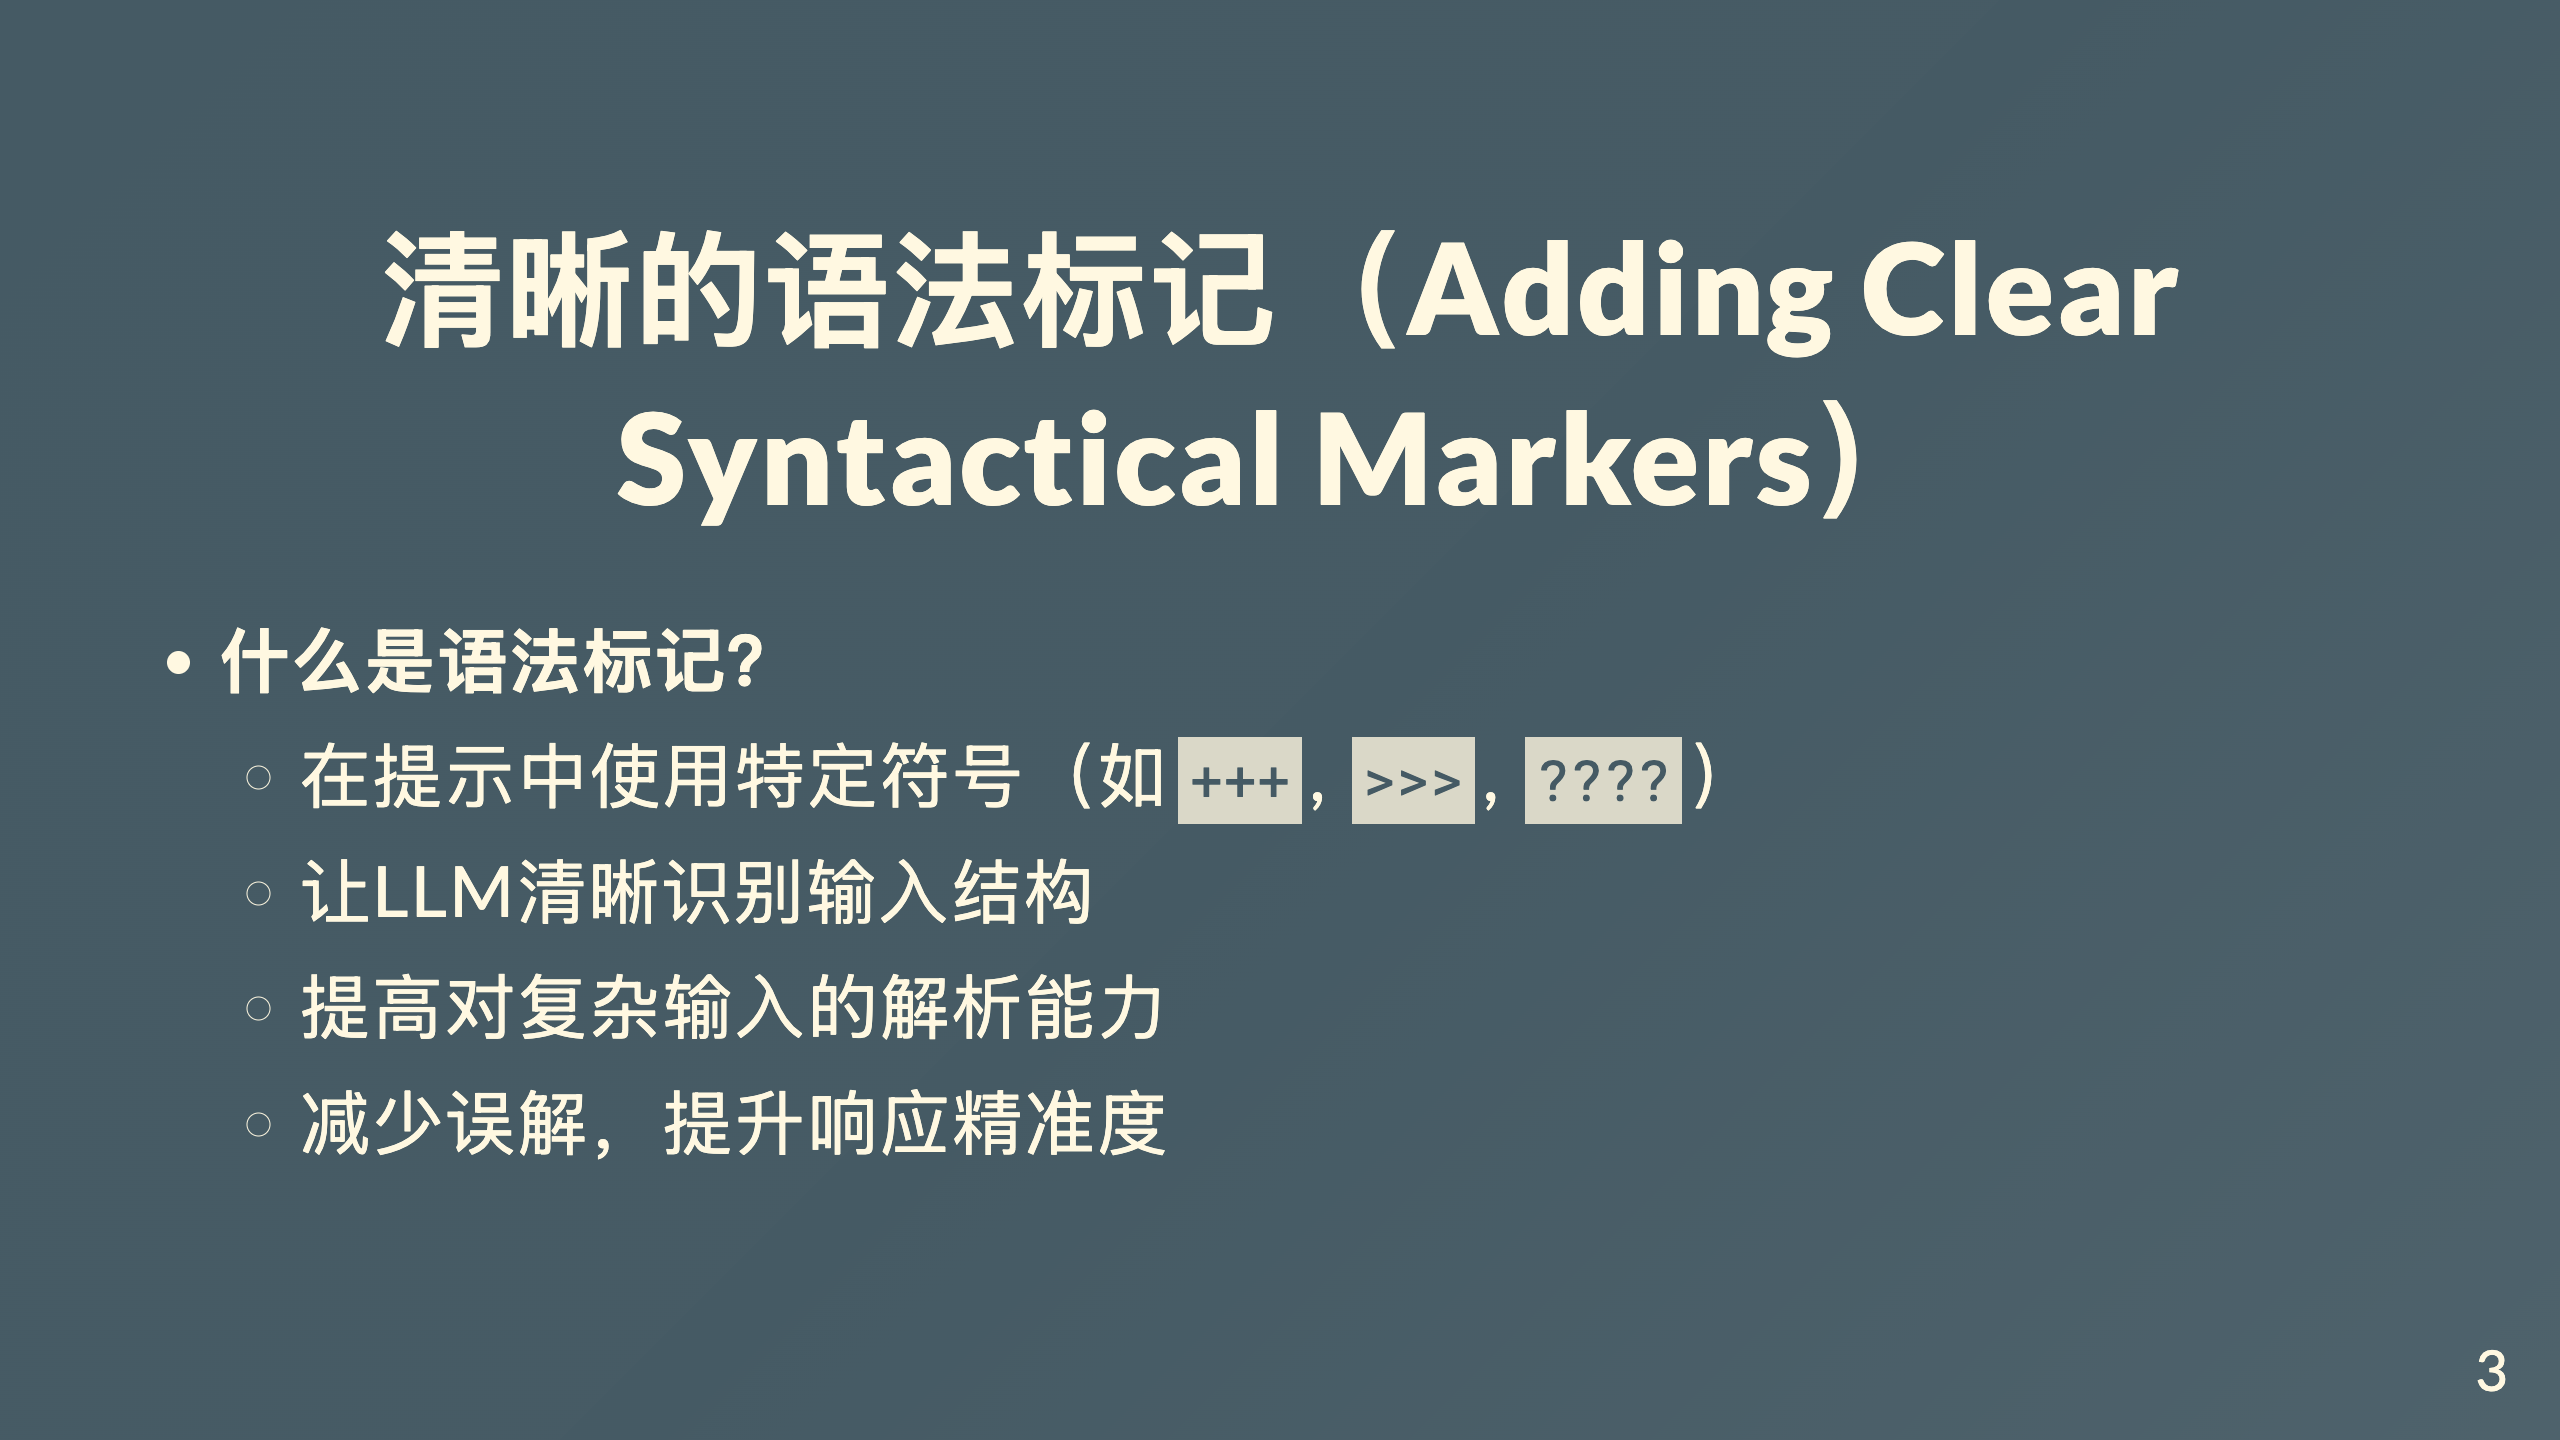 清晰的语法标记（Adding Clear
Syntactical Markers）
• 什么是语法标记？
○ 在提示中使用特定符号（如 +++，>>>，????）
○ 让LLM清晰识别输入结构
○ 提高对复杂输入的解析能力
○ 减少误解，提升响应精准度
3